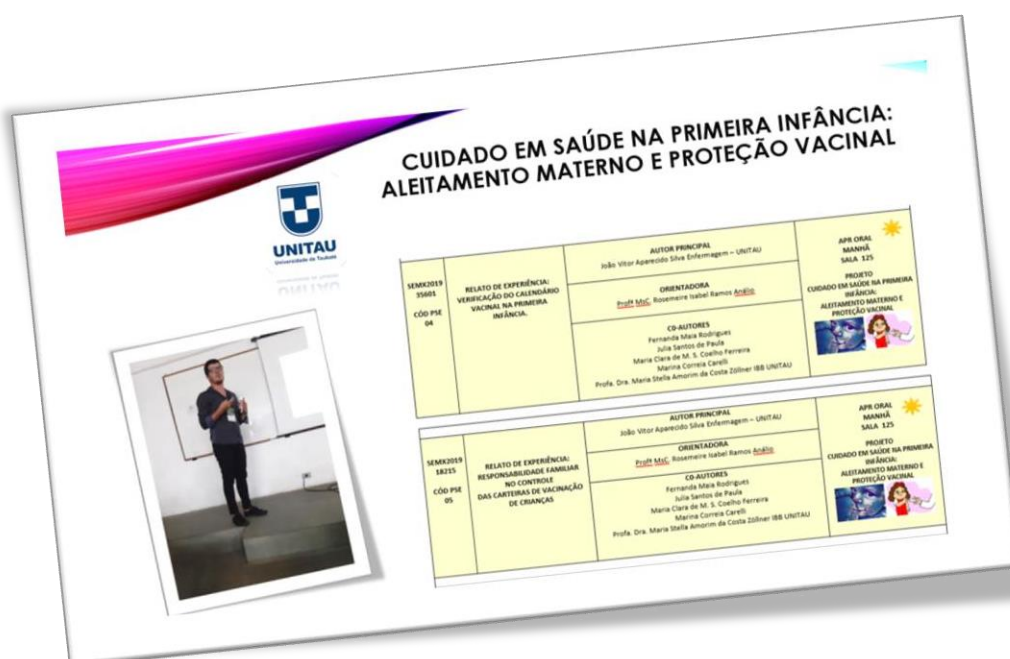 CUIDADO EM SAÚDE NA PRIMEIRA INFÂNCIA:
ALEITAMENTO MATERNO E PROTEÇÃO VACINAL
UNITAU
Universidade de Taubaté
SEMX2019
35601
CÓD PSE
04
RELATO DE EXPERIÊNCIA:
VERIFICAÇÃO DO CALENDÁRIO
VACINAL NA PRIMEIRA
INFÂNCIA.
AUTOR PRINCIPAL
João Vitor Aparecido Silva Enfermagem – UNITAU
ORIENTADORA
Profª MsC. Rosemeire Isabel Ramos Análio
CO-AUTORES
Fernanda Maia Rodrigues
Julia Santos de Paula
Maria Clara de M. S. Coelho Ferreira
Marina Correia Carelli
Profa. Dra. Maria Stella Amorim da Costa Zöllner IBB UNITAU
APR ORAL
MANHÃ
SALA 125
PROJETO
CUIDADO EM SAÚDE NA PRIMEIRA
INFÂNCIA:
ALEITAMENTO MATERNO E
PROTEÇÃO VACINAL
SEMX2019
18215
CÓD PSE
05
RELATO DE EXPERIÊNCIA:
RESPONSABILIDADE FAMILIAR
NO CONTROLE
DAS CARTEIRAS DE VACINAÇÃO
DE CRIANÇAS
AUTOR PRINCIPAL
João Vitor Aparecido Silva Enfermagem – UNITAU
ORIENTADORA
Profª MsC. Rosemeire Isabel Ramos Análio
CO-AUTORES
Fernanda Maia Rodrigues
Julia Santos de Paula
Maria Clara de M. S. Coelho Ferreira
Marina Correia Carelli
Profa. Dra. Maria Stella Amorim da Costa Zöllner IBB UNITAU
APR ORAL
MANHÃ
SALA 125
PROJETO
CUIDADO EM SAÚDE NA PRIMEIRA
INFÂNCIA:
ALEITAMENTO MATERNO E
PROTEÇÃO VACINAL